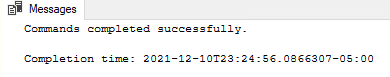 Messages
Commands completed successfully.
Completion time: 2021-12-10T23:24:56.0866307-05:00